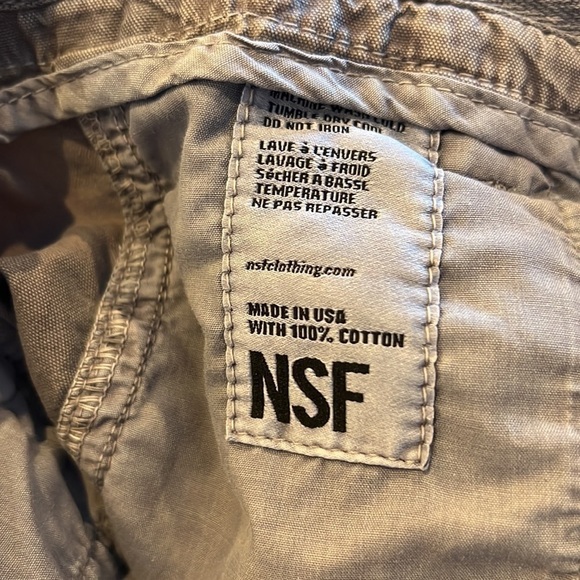 MACHINE WASH COLD
TUMBLE DRY COOL
DO NOT IRON
LAVE à L'ENVERS
LAVAGE à FROID
SéCHER A BASSE
TEMPERATURE
NE PAS REPASSER
nsfclothing.com
MADE IN USA
WITH 100% COTTON
NSF